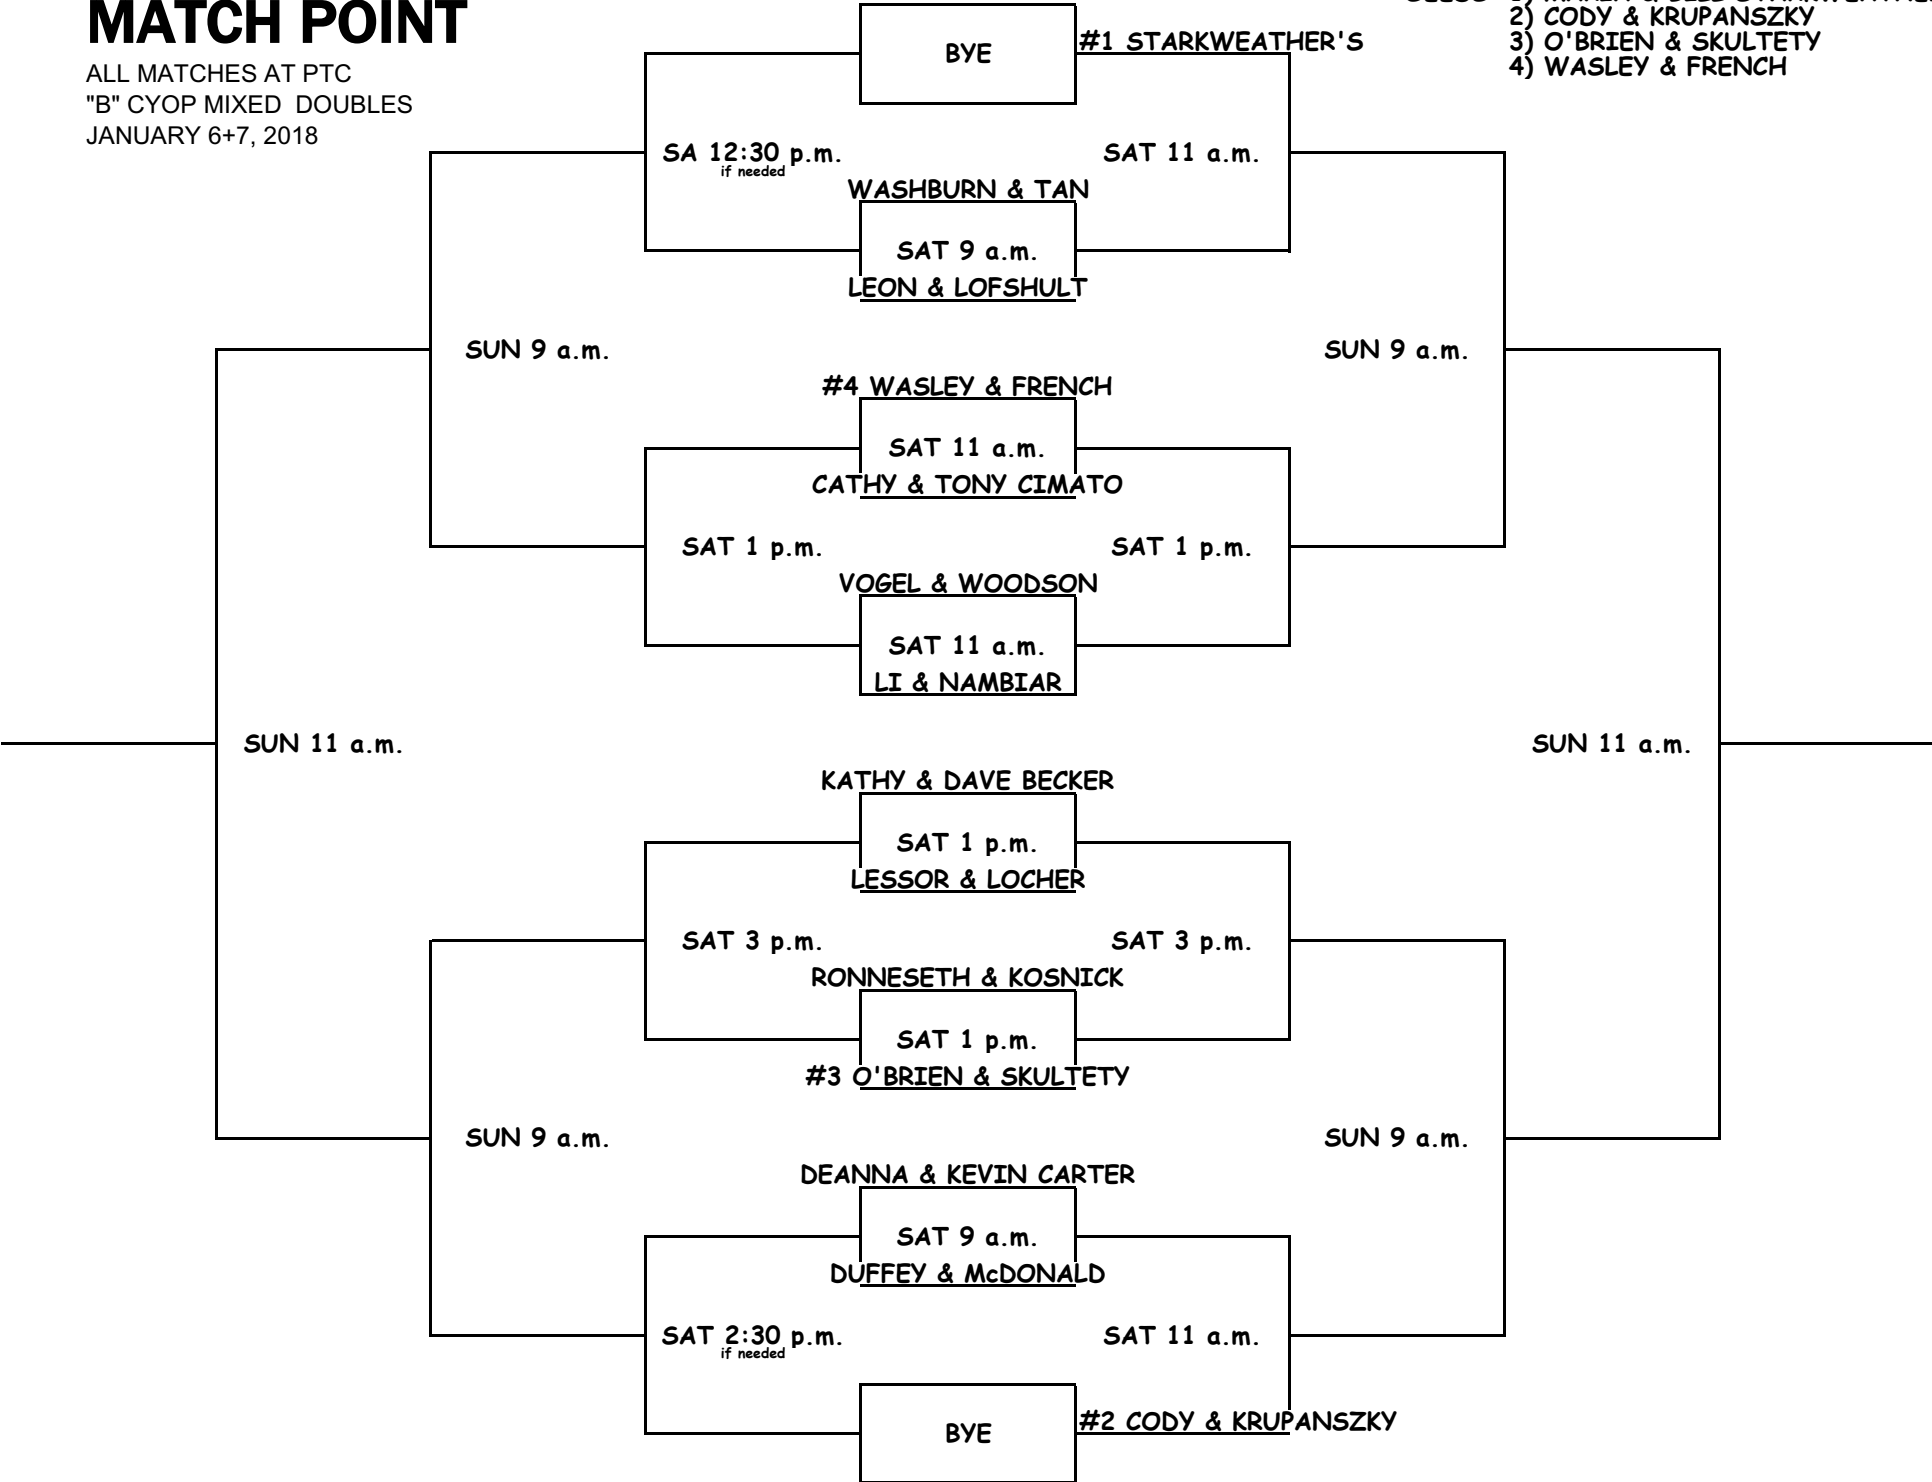 MATCH POINT
ALL MATCHES AT PTC
"B" CYOP MIXED DOUBLES
JANUARY 6+7, 2018
2) CODY & KRUPANSZKY
3) O'BRIEN & SKULTETY
4) WASLEY & FRENCH
BYE
#1 STARKWEATHER'S
SA 12:30 p.m.
if needed
SAT 11 a.m.
WASHBURN & TAN
SAT 9 a.m.
LEON & LOFSHULT
SUN 9 a.m.
SUN 9 a.m.
#4 WASLEY & FRENCH
SAT 11 a.m.
CATHY & TONY CIMATO
SAT 1 p.m.
SAT 1 p.m.
VOGEL & WOODSON
SAT 11 a.m.
LI & NAMBIAR
SUN 11 a.m.
SUN 11 a.m.
KATHY & DAVE BECKER
SAT 1 p.m.
LESSOR & LOCHER
SAT 3 p.m.
SAT 3 p.m.
RONNESETH & KOSNICK
SAT 1 p.m.
#3 O'BRIEN & SKULTETY
SUN 9 a.m.
SUN 9 a.m.
DEANNA & KEVIN CARTER
SAT 9 a.m.
DUFFEY & McDONALD
SAT 2:30 p.m.
if needed
SAT 11 a.m.
BYE
#2 CODY & KRUPANSZKY